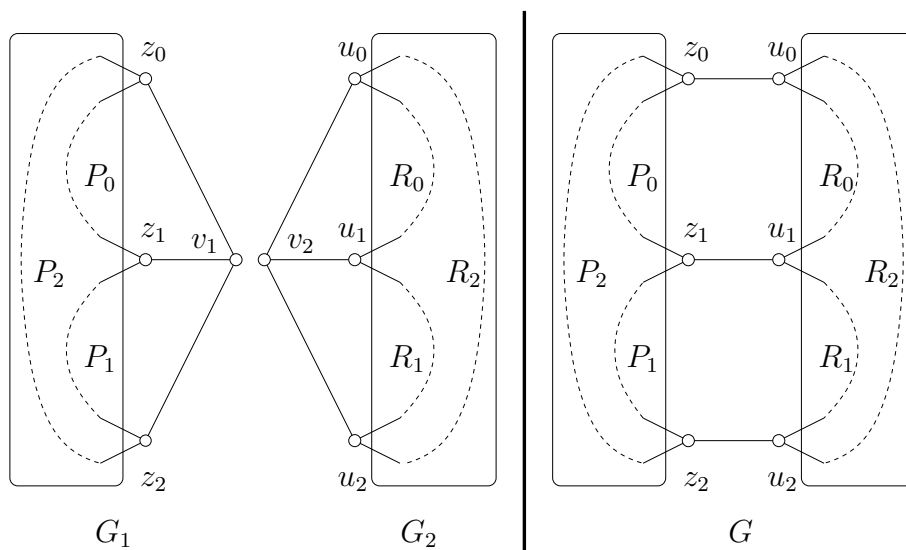 z₀ u₀ z₀ u₀
P₀ R₀ P₀ R₀
z₁ v₁ v₂ u₁ z₁ u₁
P₂ R₂ P₂ R₂
P₁ R₁ P₁ R₁
z₂ u₂ z₂ u₂
G₁ G₂ G